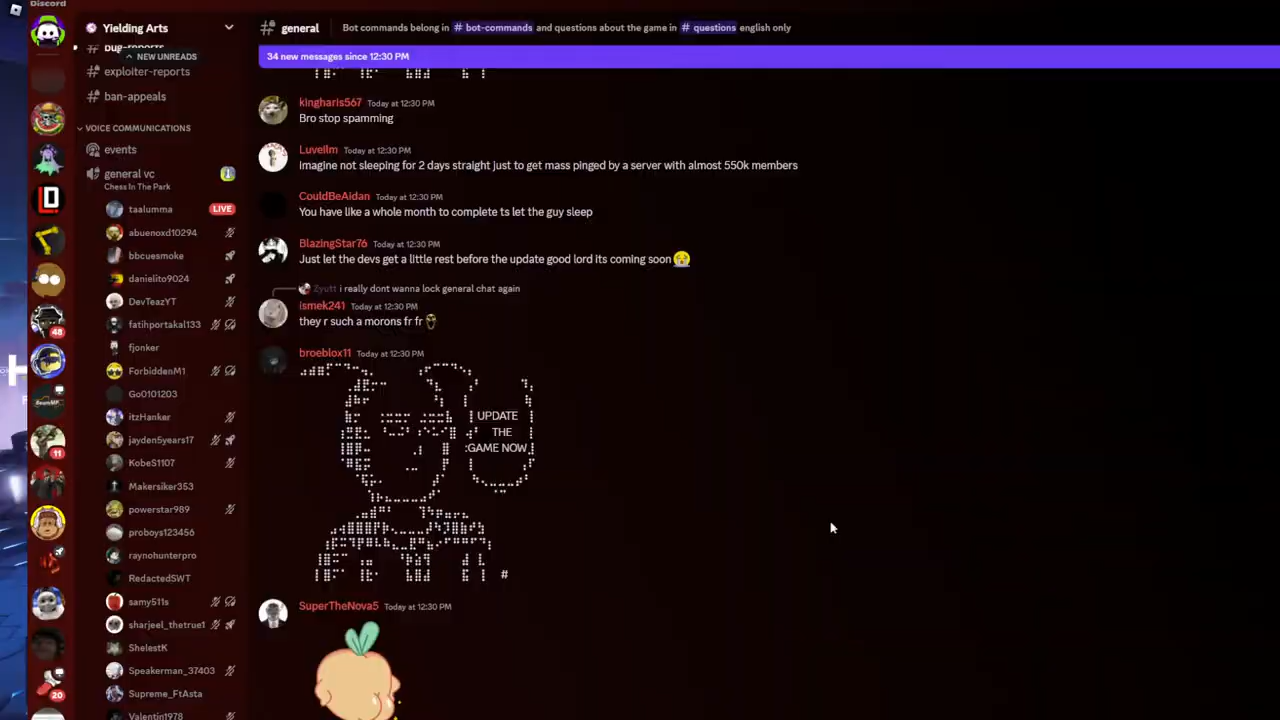 Discord
Yielding Arts
general
Bot commands belong in # bot-commands and questions about the game in # questions english only
bug-reports
NEW UNREADS
34 new messages since 12:30 PM
exploiter-reports
ban-appeals
VOICE COMMUNICATIONS
events
general vc
Chess In The Park
taalumma
LIVE
abuenoxd10294
bbcuesmoke
danielito9024
DevTeazYT
fatihportakal133
fjonker
ForbiddenM1
Go0101203
itzHanker
jayden5years17
KobeS1107
Makersiker353
powerstar989
proboys123456
raynohunterpro
RedactedSWT
samy511s
sharjeel_thetrue1
ShelestK
Speakerman_37403
Supreme_FtAsta
Valentin1978
48
11
20
kingharis567 Today at 12:30 PM
Bro stop spamming
Luveilm Today at 12:30 PM
Imagine not sleeping for 2 days straight just to get mass pinged by a server with almost 550k members
CouldBeAidan Today at 12:30 PM
You have like a whole month to complete ts let the guy sleep
BlazingStar76 Today at 12:30 PM
Just let the devs get a little rest before the update good lord its coming soon
Zyutt i really dont wanna lock general chat again
ismek241 Today at 12:30 PM
they r such a morons fr fr
broeblox11 Today at 12:30 PM
UPDATE
THE
:GAME NOW.
#
SuperTheNova5 Today at 12:30 PM